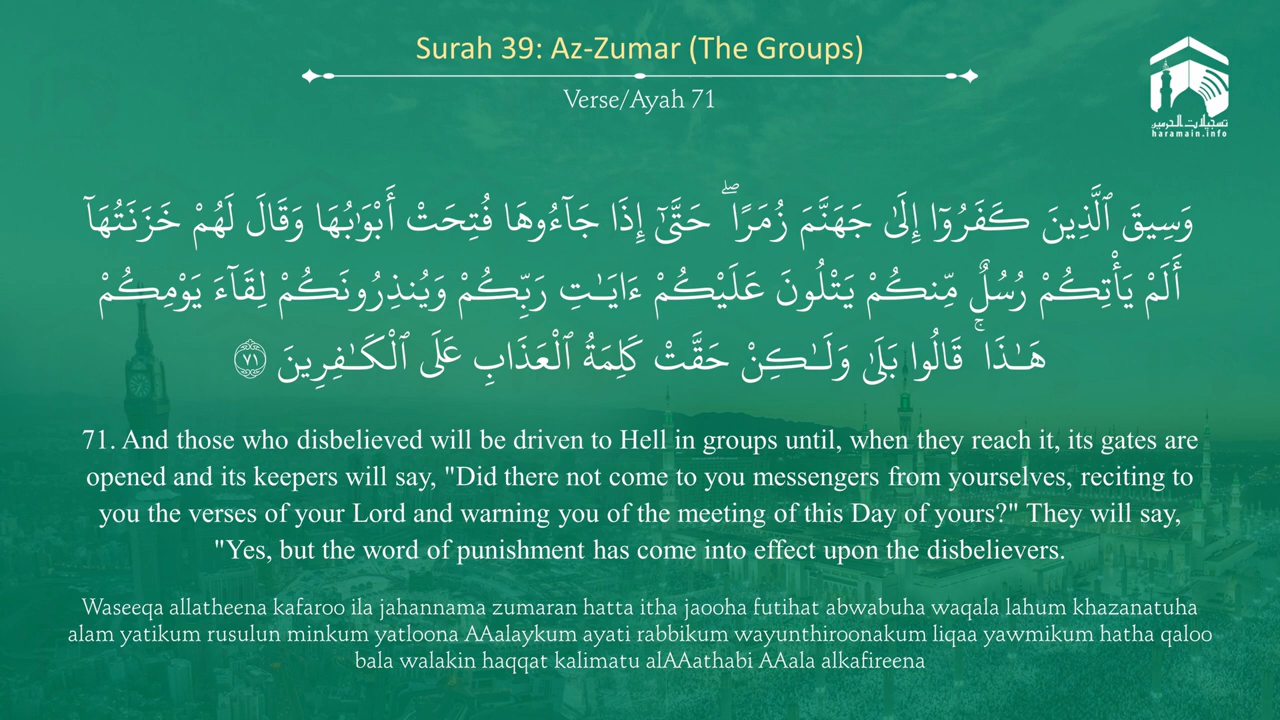 Surah 39: Az-Zumar (The Groups)
Verse/Ayah 71
تسجيلات الحرمين
haramain.info
وَسِيقَ ٱلَّذِينَ كَفَرُوٓا۟ إِلَىٰ جَهَنَّمَ زُمَرًا ۖ حَتَّىٰٓ إِذَا جَآءُوهَا فُتِحَتْ أَبْوَٰبُهَا وَقَالَ لَهُمْ خَزَنَتُهَآ
أَلَمْ يَأْتِكُمْ رُسُلٌ مِّنكُمْ يَتْلُونَ عَلَيْكُمْ ءَايَـٰتِ رَبِّكُمْ وَيُنذِرُونَكُمْ لِقَآءَ يَوْمِكُمْ
هَـٰذَا ۚ قَالُوا بَلَىٰ وَلَـٰكِنْ حَقَّتْ كَلِمَةُ ٱلْعَذَابِ عَلَى ٱلْكَـٰفِرِينَ ﴿٧١﴾
71. And those who disbelieved will be driven to Hell in groups until, when they reach it, its gates are
opened and its keepers will say, "Did there not come to you messengers from yourselves, reciting to
you the verses of your Lord and warning you of the meeting of this Day of yours?" They will say,
"Yes, but the word of punishment has come into effect upon the disbelievers.
Waseeqa allatheena kafaroo ila jahannama zumaran hatta itha jaooha futihat abwabuha waqala lahum khazanatuha
alam yatikum rusulun minkum yatloona AAalaykum ayati rabbikum wayunthiroonakum liqaa yawmikum hatha qaloo
bala walakin haqqat kalimatu alAAathabi AAala alkafireena